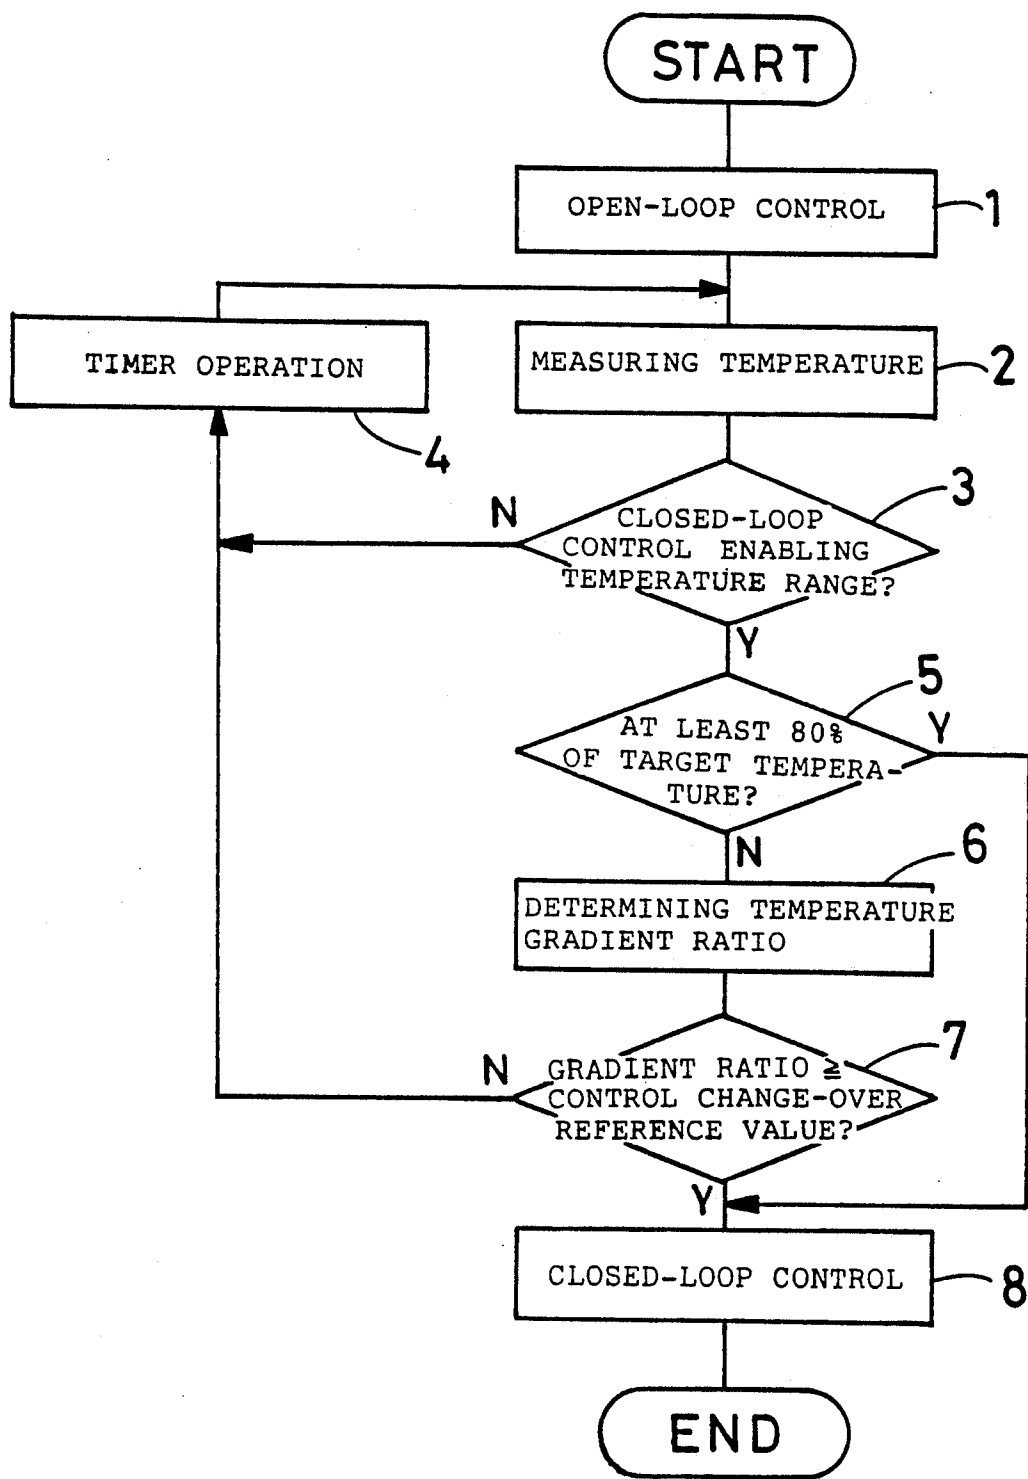 START
OPEN-LOOP CONTROL
1
TIMER OPERATION
4
MEASURING TEMPERATURE
2
N
3
CLOSED-LOOP
CONTROL ENABLING
TEMPERATURE RANGE?
Y
5
AT LEAST 80%
OF TARGET TEMPERA-
TURE?
Y
N
6
DETERMINING TEMPERATURE
GRADIENT RATIO
7
N
GRADIENT RATIO ≧
CONTROL CHANGE-OVER
REFERENCE VALUE?
Y
CLOSED-LOOP CONTROL
8
END